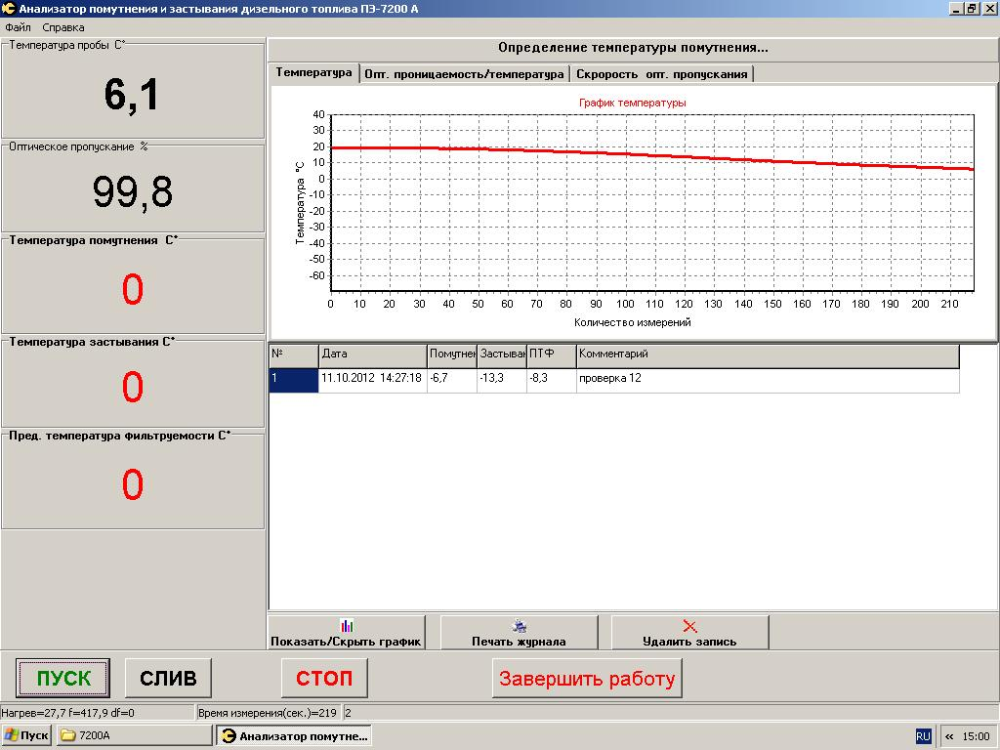 Анализатор помутнения и застывания дизельного топлива ПЭ-7200 А
Файл Справка
Температура пробы С°
6,1
Оптическое пропускание %
99,8
Температура помутнения С°
0
Температура застывания С°
0
Пред. температура фильтруемости С°
0
Определение температуры помутнения...
Температура Опт. проницаемость/температура Скрорость опт. пропускания
График температуры
Температура °С
40
30
20
10
0
-10
-20
-30
-40
-50
-60
0 10 20 30 40 50 60 70 80 90 100 110 120 130 140 150 160 170 180 190 200 210
Количество измерений
№ Дата Помутнен Застыван ПТФ Комментарий
1 11.10.2012 14:27:18 -6,7 -13,3 -8,3 проверка 12
Показать/Скрыть график Печать журнала Удалить запись
ПУСК СЛИВ СТОП Завершить работу
Нагрев=27,7 f=417,9 df=0 Время измерения(сек.)=219 2
Пуск 7200А Анализатор помутне... RU « 15:00